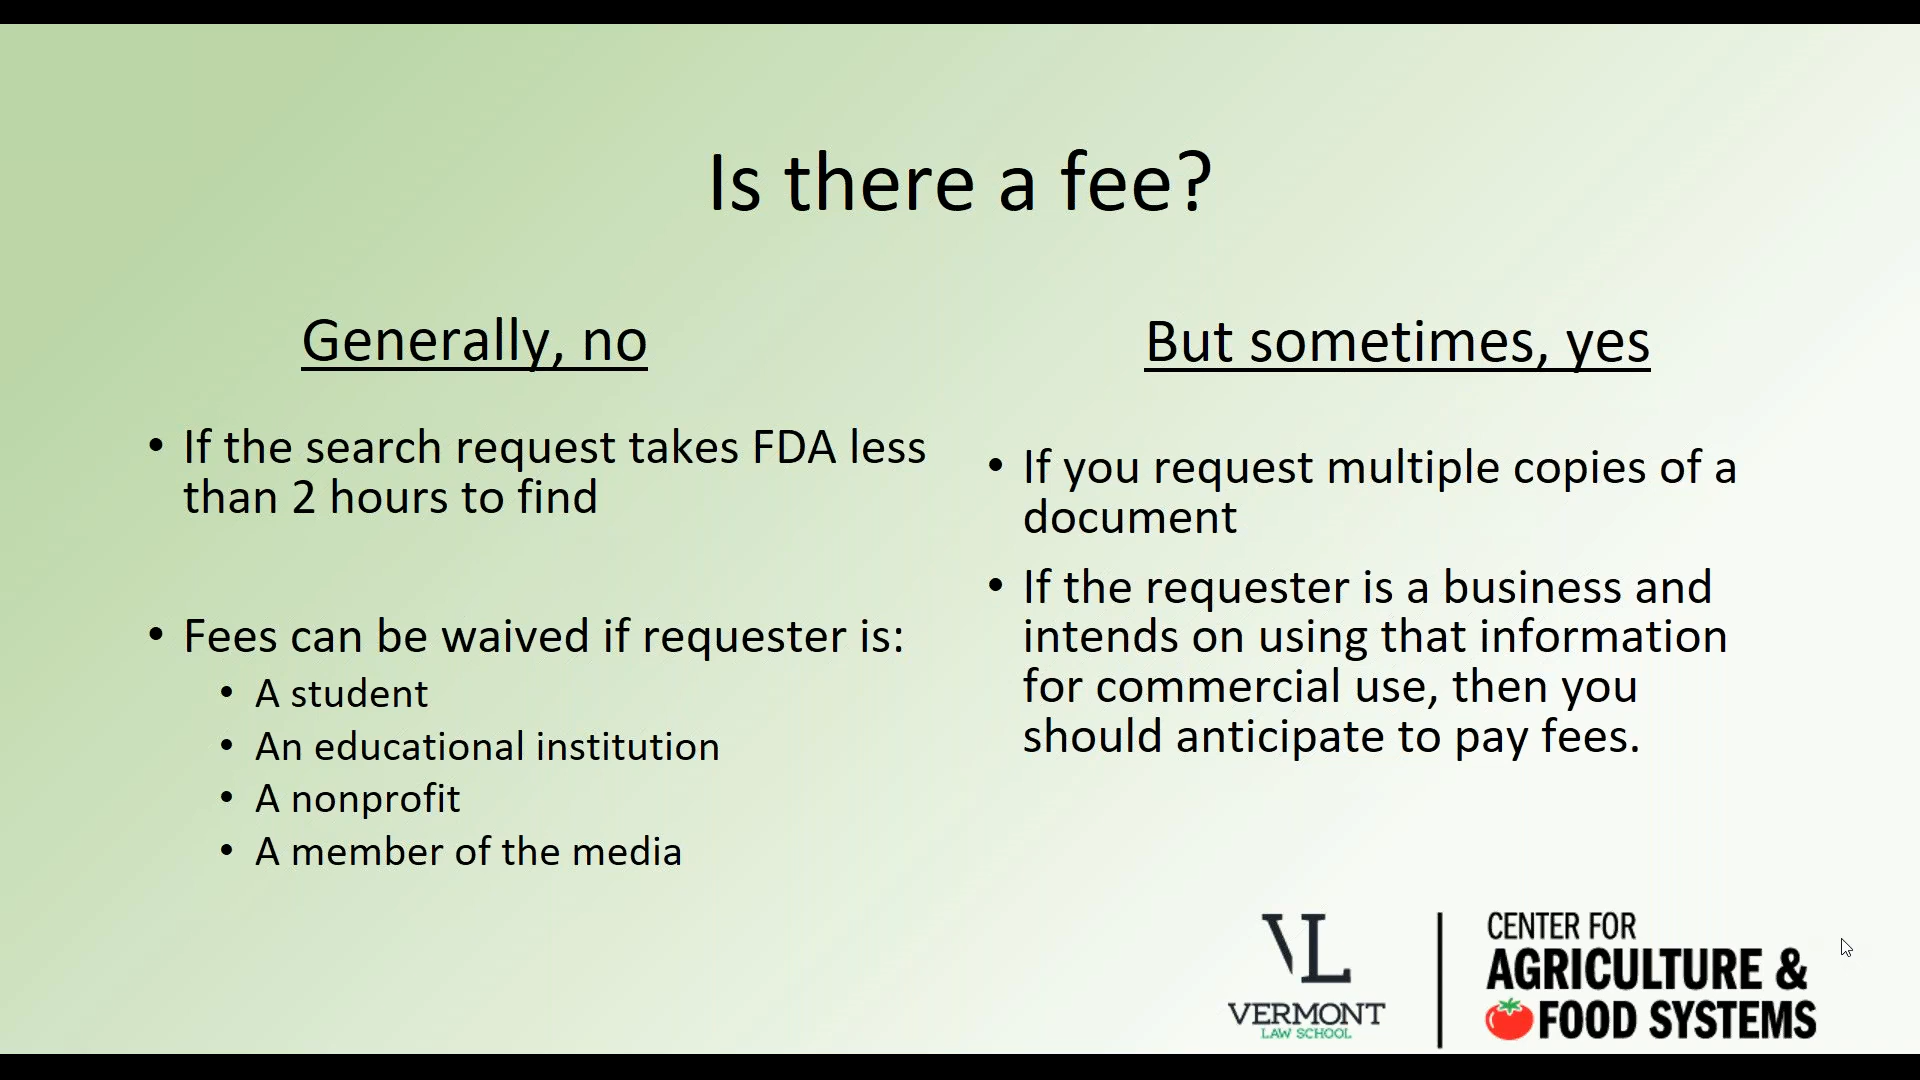 Is there a fee?
Generally, no
• If the search request takes FDA less
than 2 hours to find
• Fees can be waived if requester is:
• A student
• An educational institution
• A nonprofit
• A member of the media
But sometimes, yes
• If you request multiple copies of a
document
• If the requester is a business and
intends on using that information
for commercial use, then you
should anticipate to pay fees.
VL
VERMONT
LAW SCHOOL
CENTER FOR
AGRICULTURE &
FOOD SYSTEMS